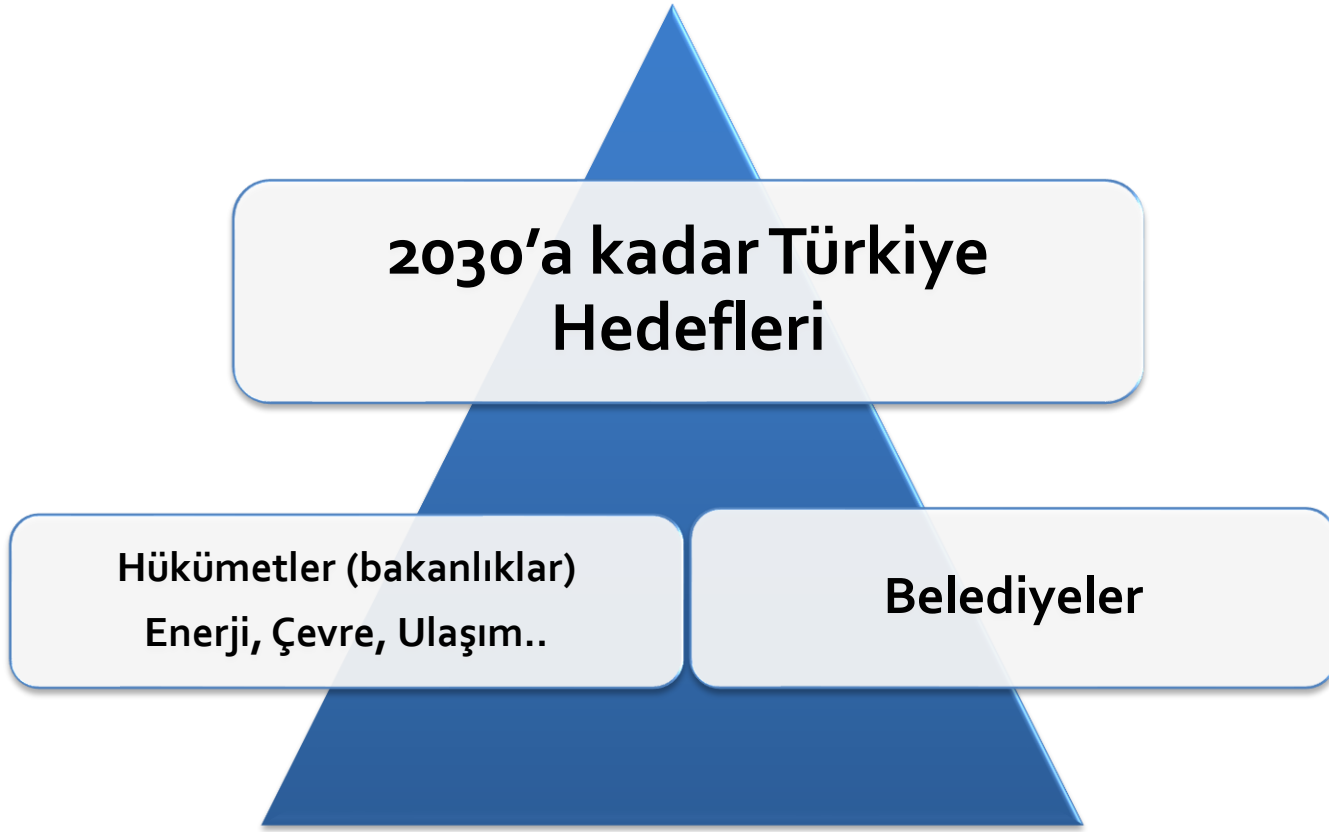 2030’a kadar Türkiye
Hedefleri
Hükümetler (bakanlıklar)
Enerji, Çevre, Ulaşım..
Belediyeler